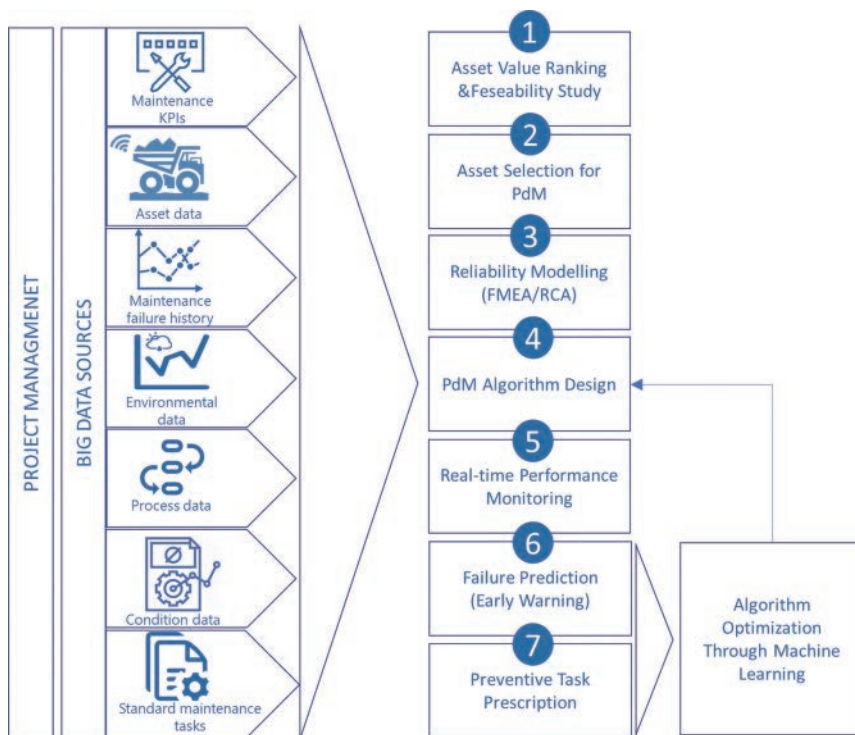 PROJECT MANAGMENET
BIG DATA SOURCES
Maintenance
KPIs
Asset data
Maintenance
failure history
Environmental
data
Process data
Condition data
Standard maintenance
tasks
1
Asset Value Ranking
&Feseability Study
2
Asset Selection for
PdM
3
Reliability Modelling
(FMEA/RCA)
4
PdM Algorithm Design
5
Real-time Performance
Monitoring
6
Failure Prediction
(Early Warning)
7
Preventive Task
Prescription
Algorithm
Optimization
Through Machine
Learning